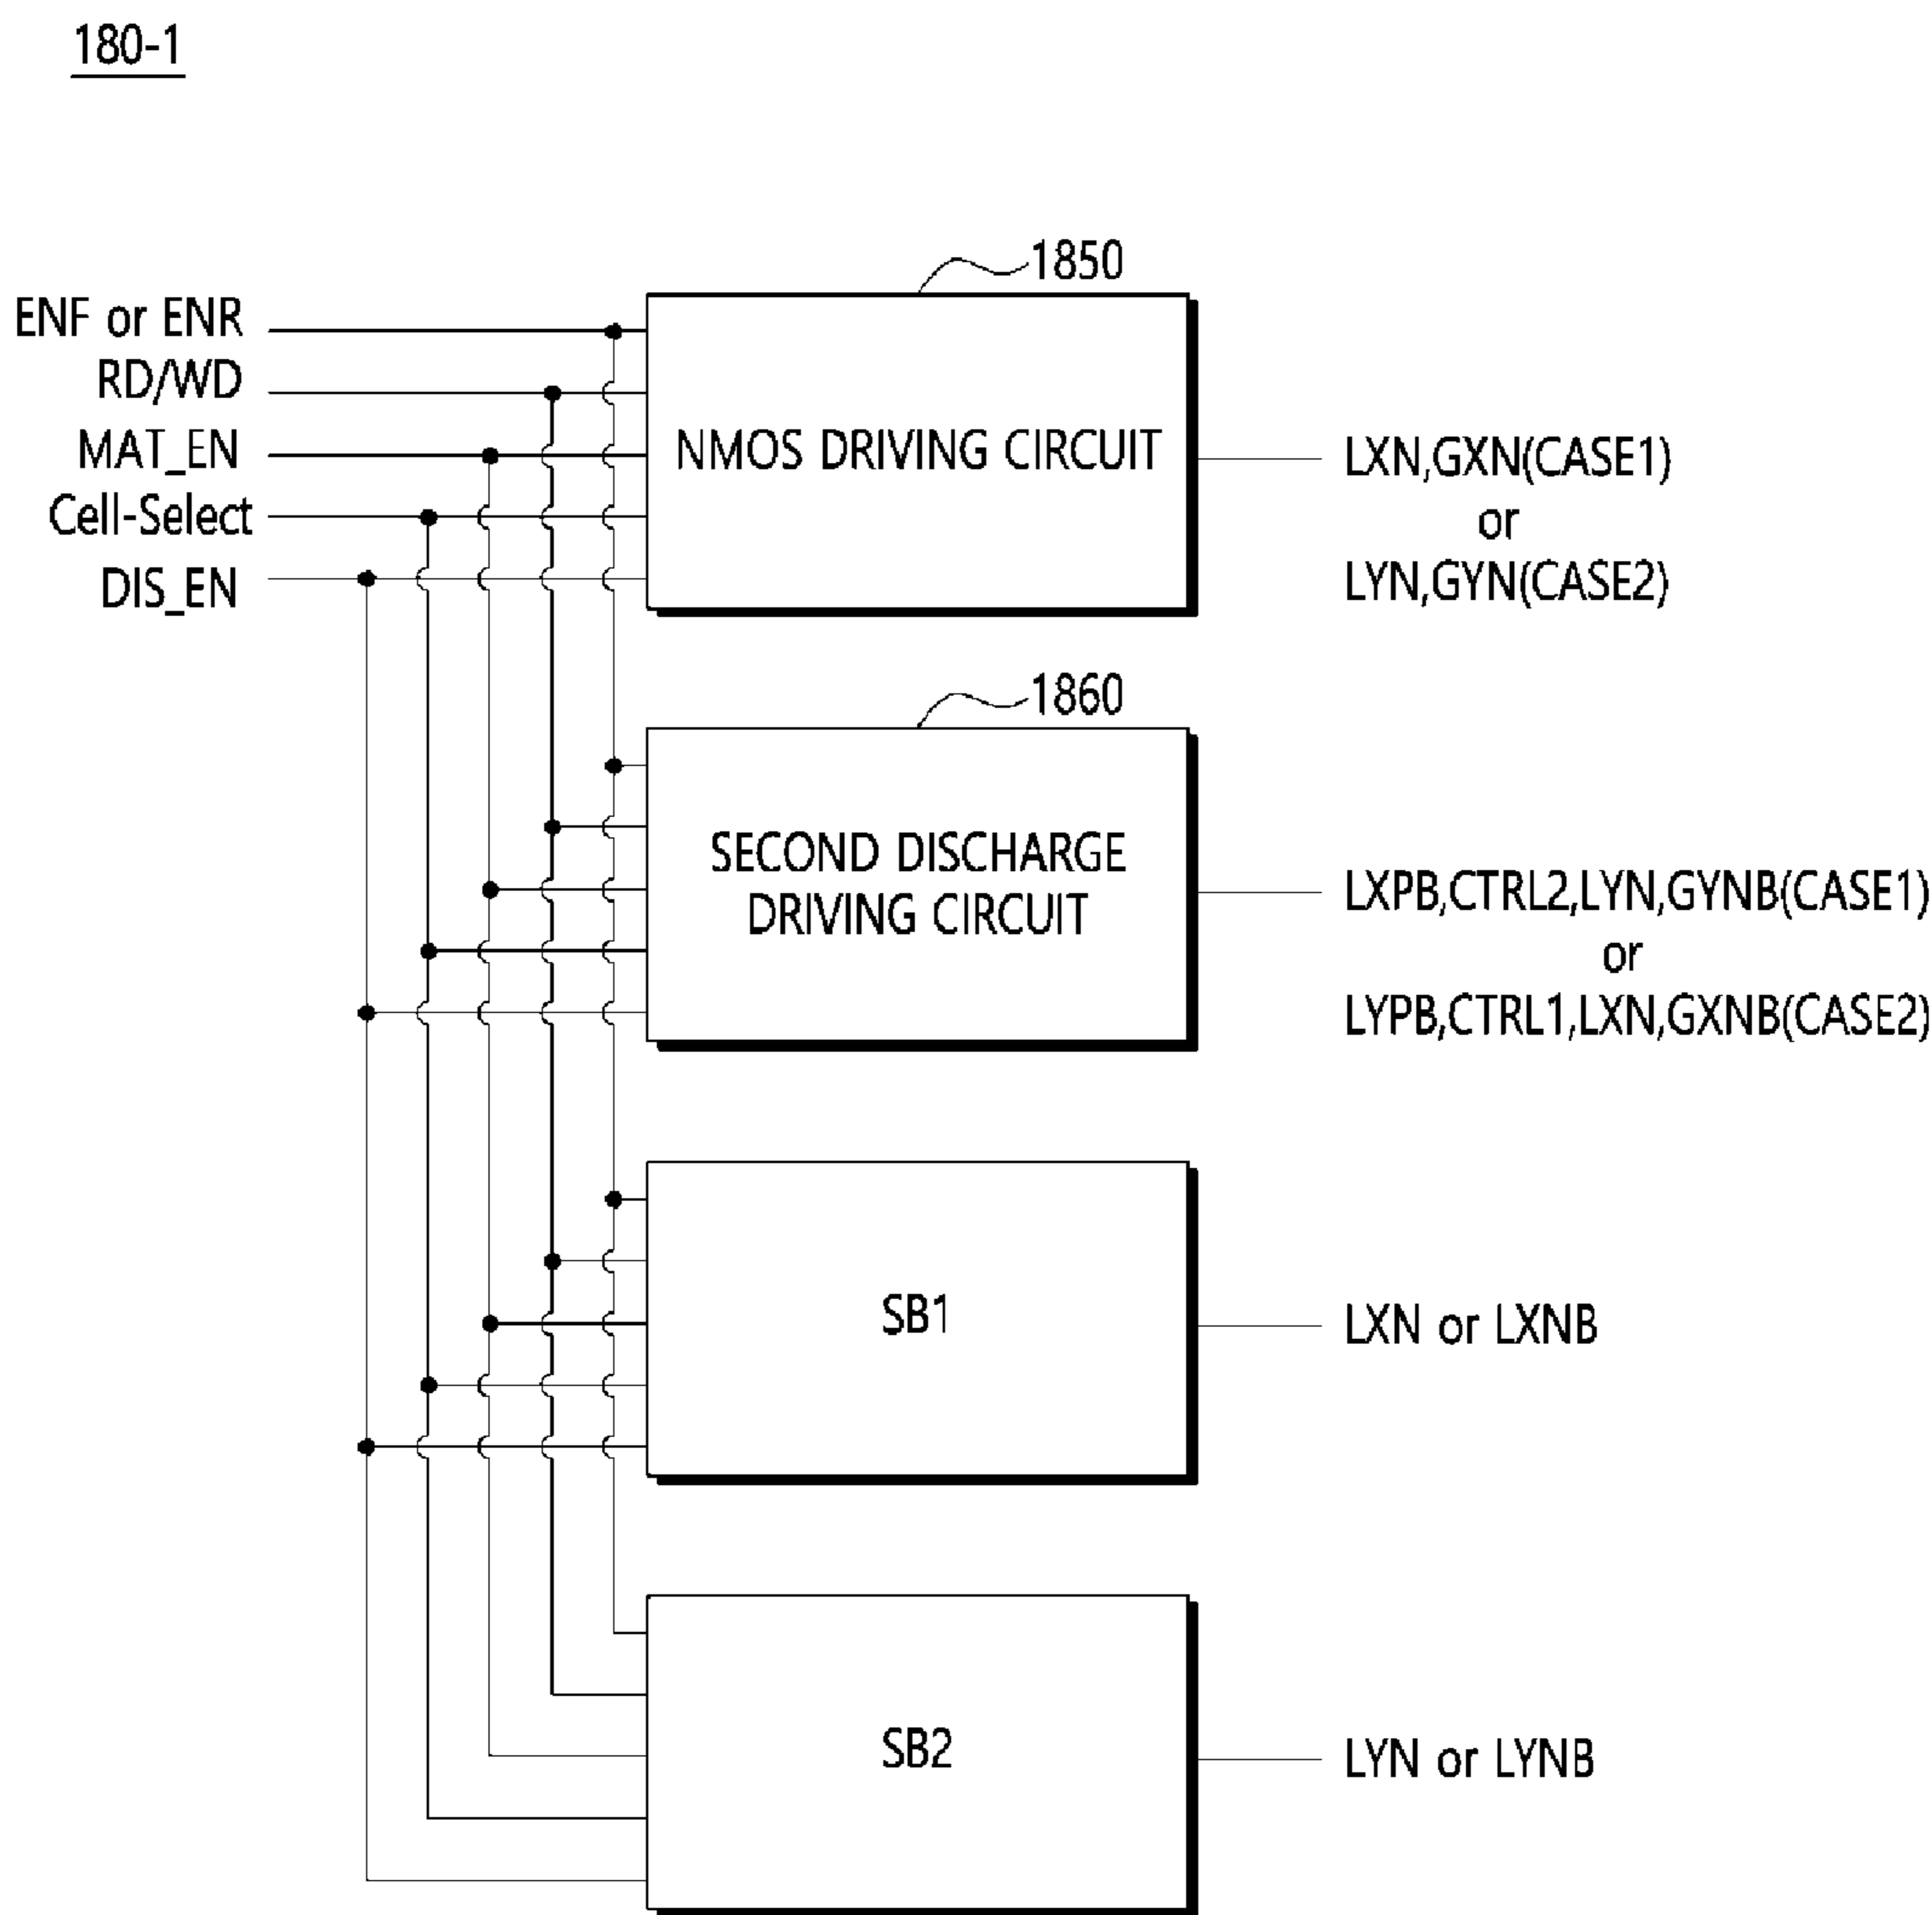 180-1
1850
ENF or ENR
RD/WD
MAT_EN
Cell-Select
DIS_EN
NMOS DRIVING CIRCUIT
LXN,GXN(CASE1)
or
LYN,GYN(CASE2)
1860
SECOND DISCHARGE
DRIVING CIRCUIT
LXPB,CTRL2,LYN,GYNB(CASE1)
or
LYPB,CTRL1,LXN,GXNB(CASE2)
SB1
LXN or LXNB
SB2
LYN or LYNB